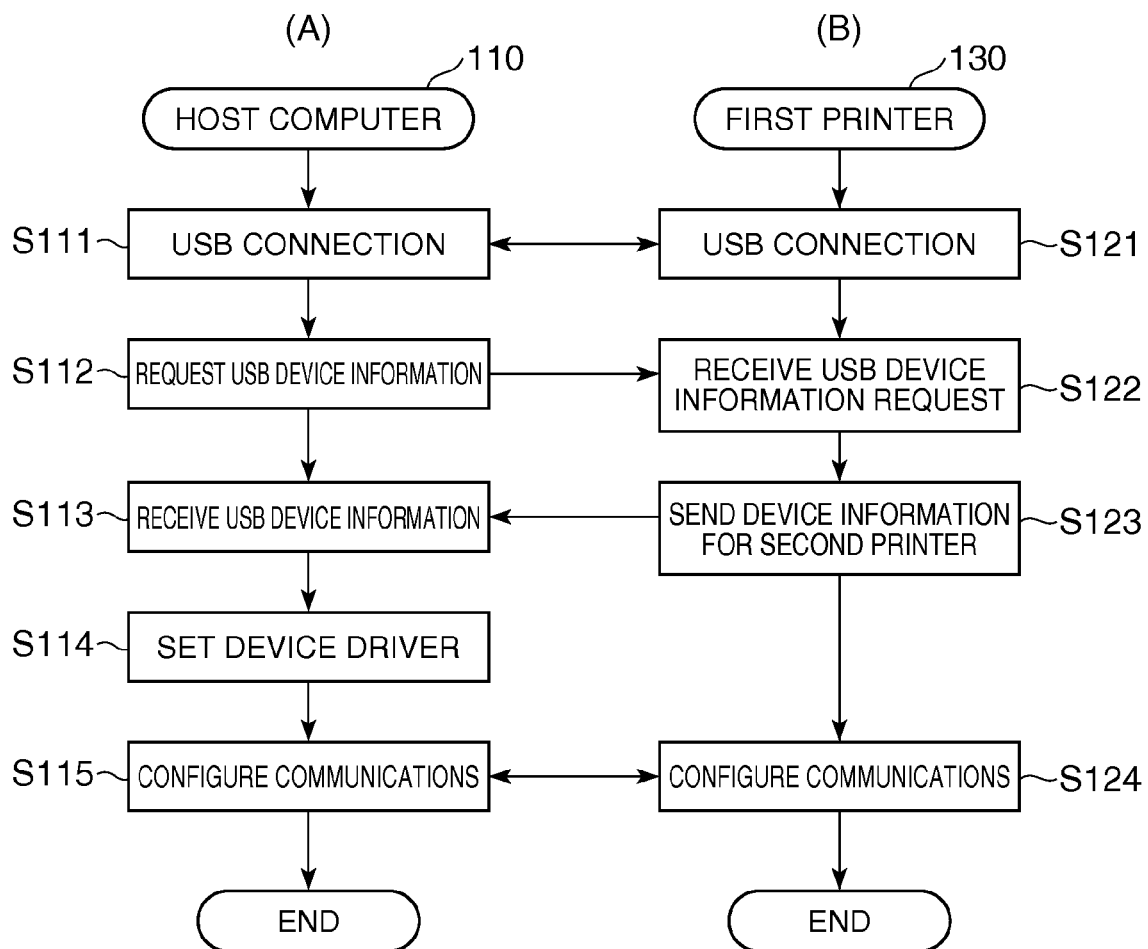 (A)
(B)
110
130
HOST COMPUTER
FIRST PRINTER
S111
USB CONNECTION
USB CONNECTION
S121
S112
REQUEST USB DEVICE INFORMATION
RECEIVE USB DEVICE
INFORMATION REQUEST
S122
S113
RECEIVE USB DEVICE INFORMATION
SEND DEVICE INFORMATION
FOR SECOND PRINTER
S123
S114
SET DEVICE DRIVER
S115
CONFIGURE COMMUNICATIONS
CONFIGURE COMMUNICATIONS
S124
END
END